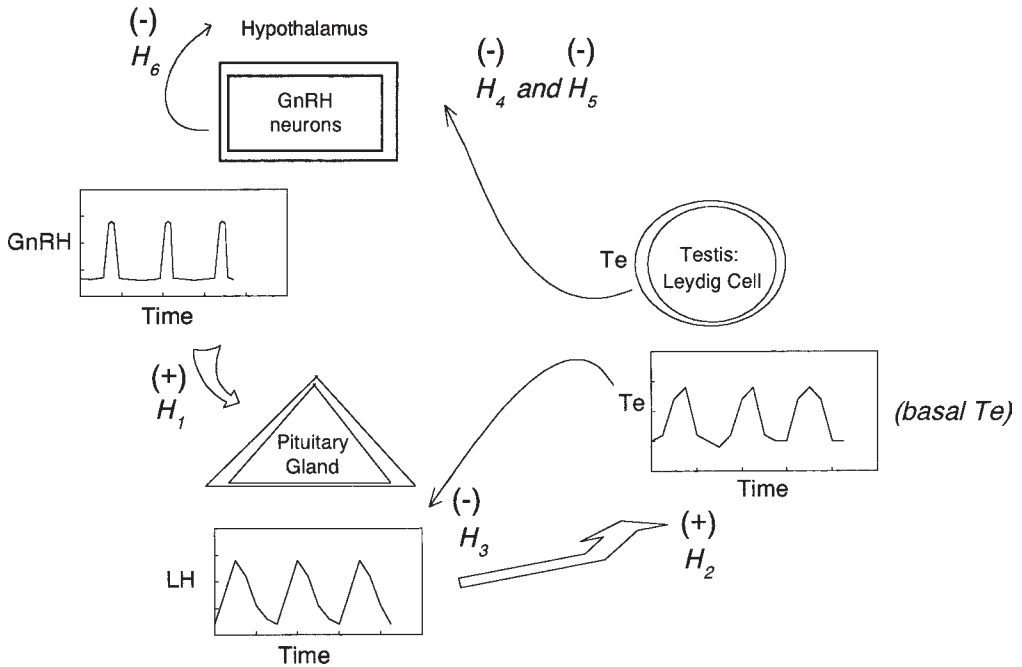 (-)
H6
Hypothalamus
GnRH
neurons
(-) (-)
H4 and H5
GnRH
Time
Te
Testis:
Leydig Cell
(+)
H1
Pituitary
Gland
Te
(basal Te)
Time
(-)
H3
(+)
H2
LH
Time